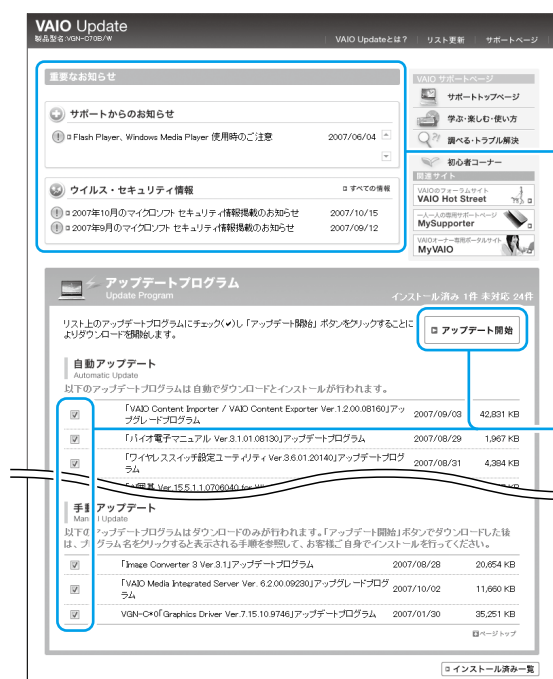 VAIO Update
製品型名:VGN-C70B/W
VAIO Updateとは? リスト更新 サポートページ
重要なお知らせ
サポートからのお知らせ
Flash Player、Windows Media Player 使用時のご注意 2007/06/04
ウイルス・セキュリティ情報 すべての情報
2007年10月のマイクロソフト セキュリティ情報掲載のお知らせ 2007/10/15
2007年9月のマイクロソフト セキュリティ情報掲載のお知らせ 2007/09/12
VAIO サポートページ
サポートトップページ
学ぶ・楽しむ・使い方
調べる・トラブル解決
初心者コーナー
関連サイト
VAIOのフォーラムサイト
VAIO Hot Street
一人一人の専用サポートページ
MySupporter
VAIOオーナー専用ポータルサイト
MyVAIO
アップデートプログラム
Update Program
インストール済み 1件 未対応 24件
リスト上のアップデートプログラムにチェック(✔)し「アップデート開始」ボタンをクリックすることに
よりダウンロードを開始します。
アップデート開始
自動アップデート
Automatic Update
以下のアップデートプログラムは自動でダウンロードとインストールが行われます。
「VAIO Content Importer / VAIO Content Exporter Ver.1.2.00.08160」アッ
プグレードプログラム 2007/09/03 42,831 KB
「バイオ電子マニュアル Ver.3.1.01.08130」アップデートプログラム 2007/08/29 1,967 KB
「ワイヤレススイッチ設定ユーティリティ Ver.3.6.01.20140」アップデートプログ
ラム 2007/08/31 4,384 KB
Ver.15.5.1.1.0706040 for
手動アップデート
Manual Update
以下のアップデートプログラムはダウンロードのみが行われます。「アップデート開始」ボタンでダウンロードした後
は、プログラム名をクリックすると表示される手順を参照して、お客様ご自身でインストールを行ってください。
「Image Converter 3 Ver.3.1」アップデートプログラム 2007/08/28 20,654 KB
「VAIO Media Integrated Server Ver. 6.2.00.09230」アップグレードプログ
ラム 2007/10/02 11,660 KB
VGN-C*0「Graphics Driver Ver.7.15.10.9746」アップデートプログラム 2007/01/30 35,251 KB
ページトップ
インストール済み一覧